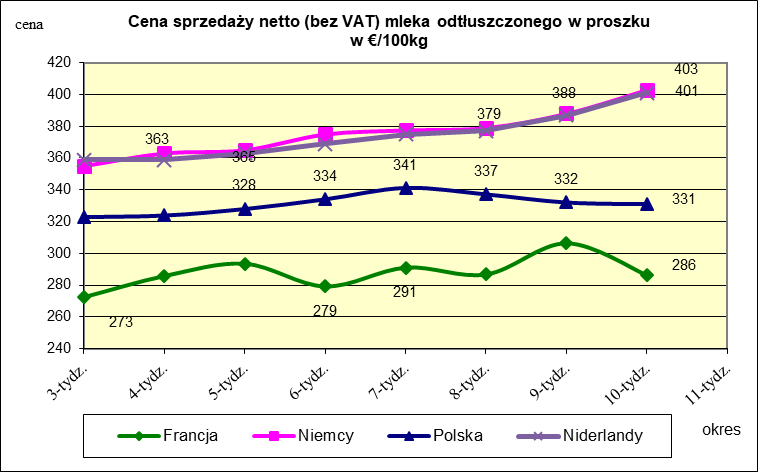 cena
Cena sprzedaży netto (bez VAT) mleka odtłuszczonego w proszku
w €/100kg
420
400
380
360
340
320
300
280
260
240
403
401
388
379
363
365
328
334
341
337
332
331
273
279
291
286
3-tydz.
4-tydz.
5-tydz.
6-tydz.
7-tydz.
8-tydz.
9-tydz.
10-tydz.
11-tydz.
okres
Francja Niemcy Polska Niderlandy